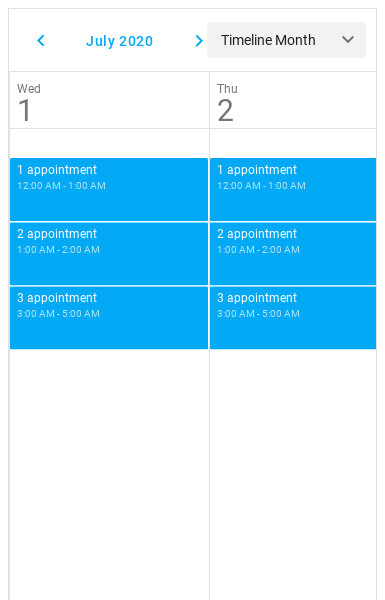 July 2020
Timeline Month
Wed
1
Thu
2
1 appointment
12:00 AM - 1:00 AM
1 appointment
12:00 AM - 1:00 AM
2 appointment
1:00 AM - 2:00 AM
2 appointment
1:00 AM - 2:00 AM
3 appointment
3:00 AM - 5:00 AM
3 appointment
3:00 AM - 5:00 AM